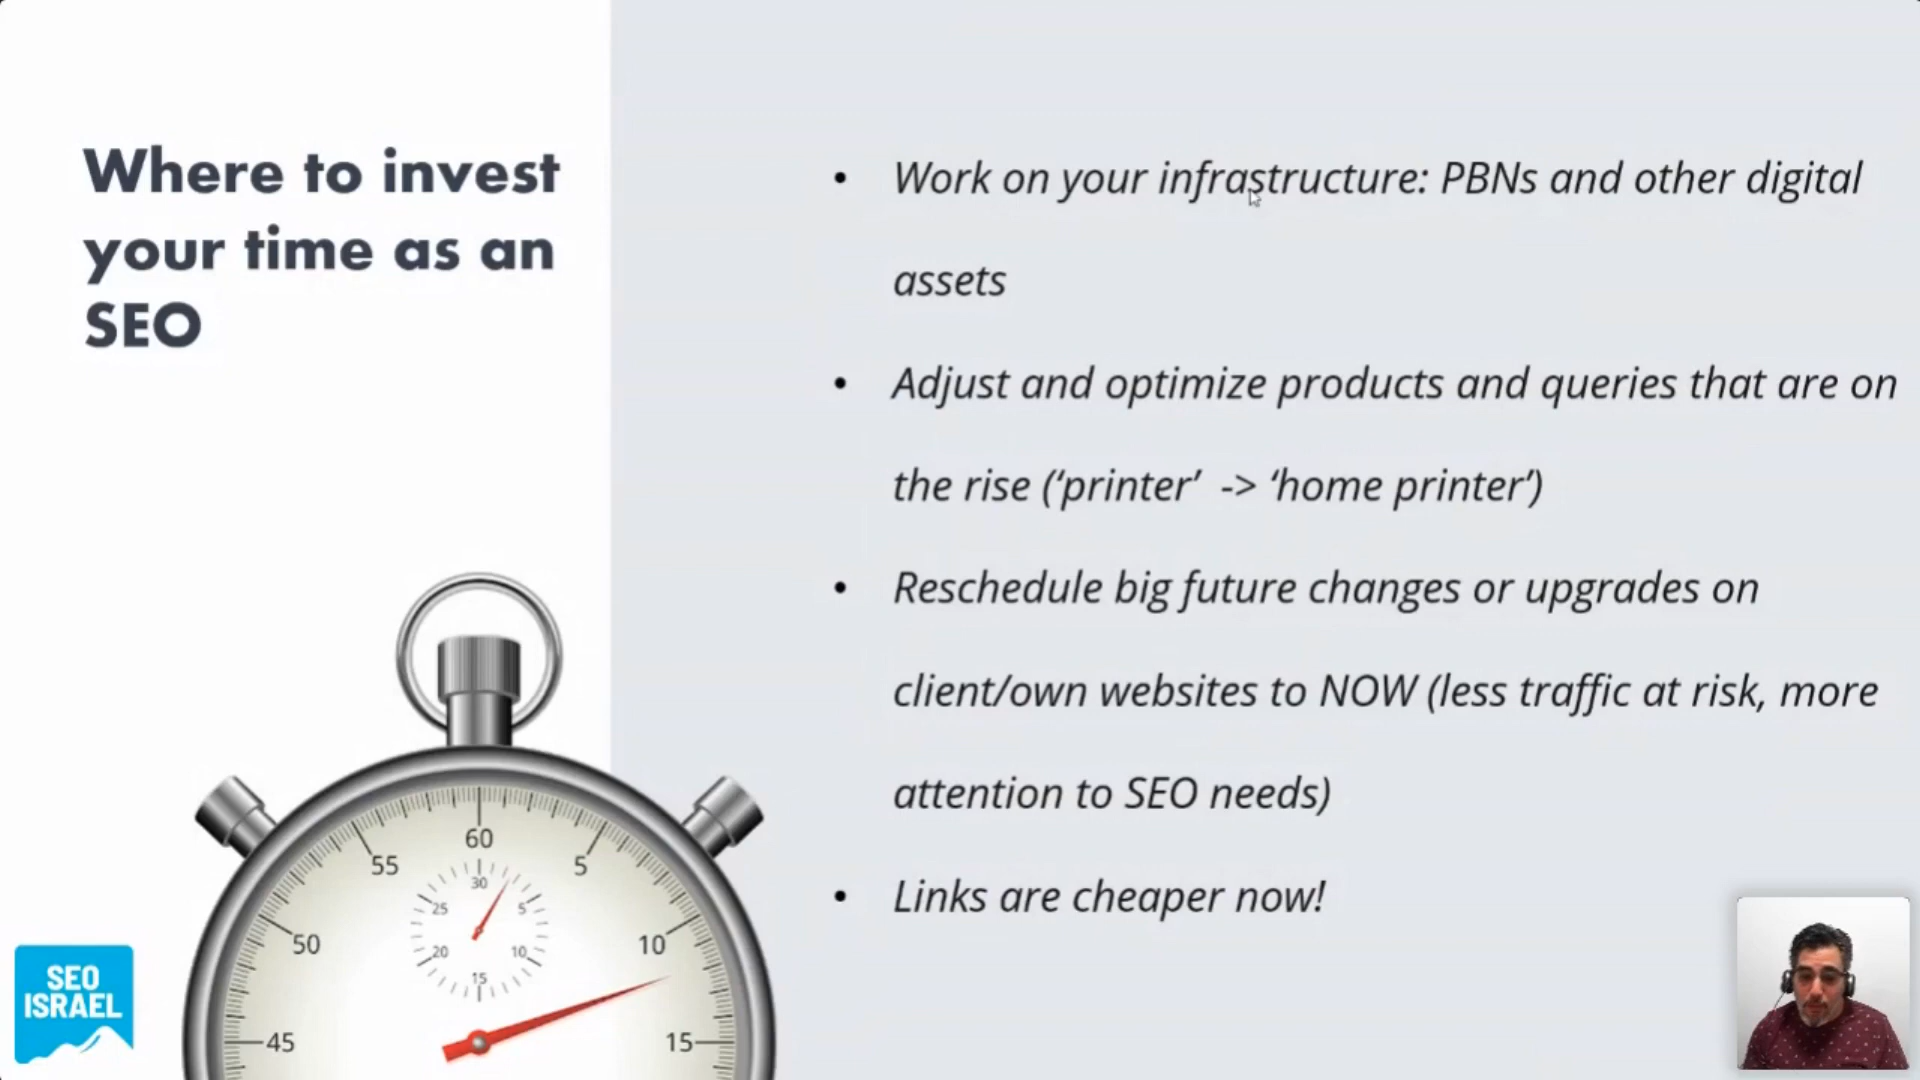 Where to invest
your time as an
SEO
• Work on your infrastructure: PBNs and other digital
assets
• Adjust and optimize products and queries that are on
the rise (‘printer’ -> ‘home printer’)
• Reschedule big future changes or upgrades on
client/own websites to NOW (less traffic at risk, more
attention to SEO needs)
• Links are cheaper now!
60
55
5
50
10
45
15
30
25
5
20
10
15
SEO
ISRAEL